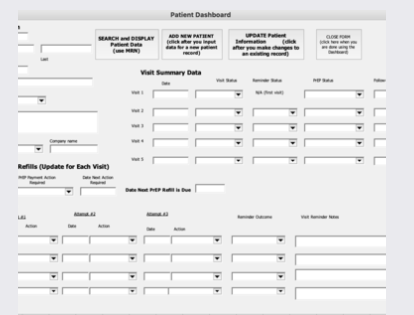 Patient Dashboard
SEARCH and DISPLAY
Patient Data
(use MRN)
ADD NEW PATIENT
(click after you input
data for a new patient
record)
UPDATE Patient
Information (click
after you make changes to
an existing record)
CLOSE FORM
(click here when you
are done using the
Dashboard)
Last
Visit Summary Data
Date
Visit Status
Reminder Status
PrEP Status
Follow
Visit 1
N/A (first visit)
Visit 2
Visit 3
Visit 4
Visit 5
Company name
Refills (Update for Each Visit)
PrEP Payment Action
Required
Date Next Action
Required
Date Next PrEP Refill is Due
Attempt #2
Attempt #3
Action
Date
Action
Date
Action
Reminder Outcome
Visit Reminder Notes